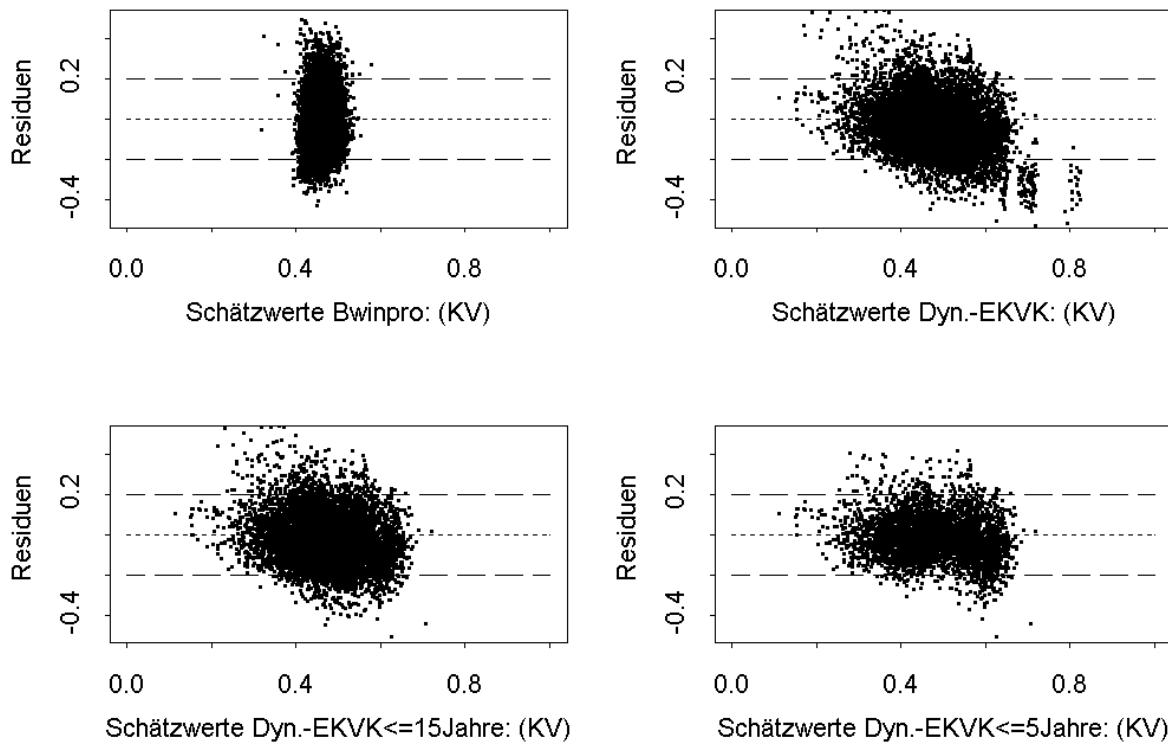 Residuen
0.2
-0.4
0.0
0.4
0.8
Schätzwerte Bwinpro: (KV)
Residuen
0.2
-0.4
0.0
0.4
0.8
Schätzwerte Dyn.-EKVK: (KV)
Residuen
0.2
-0.4
0.0
0.4
0.8
Schätzwerte Dyn.-EKVK<=15Jahre: (KV)
Residuen
0.2
-0.4
0.0
0.4
0.8
Schätzwerte Dyn.-EKVK<=5Jahre: (KV)